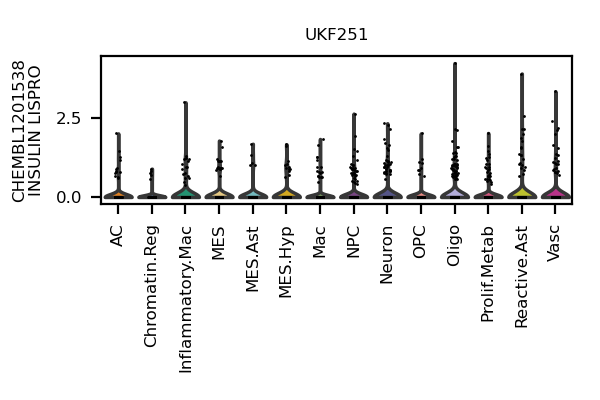 UKF251
CHEMBL1201538
INSULIN LISPRO
2.5
0.0
AC
Chromatin.Reg
Inflammatory.Mac
MES
MES.Ast
MES.Hyp
Mac
NPC
Neuron
OPC
Oligo
Prolif.Metab
Reactive.Ast
Vasc